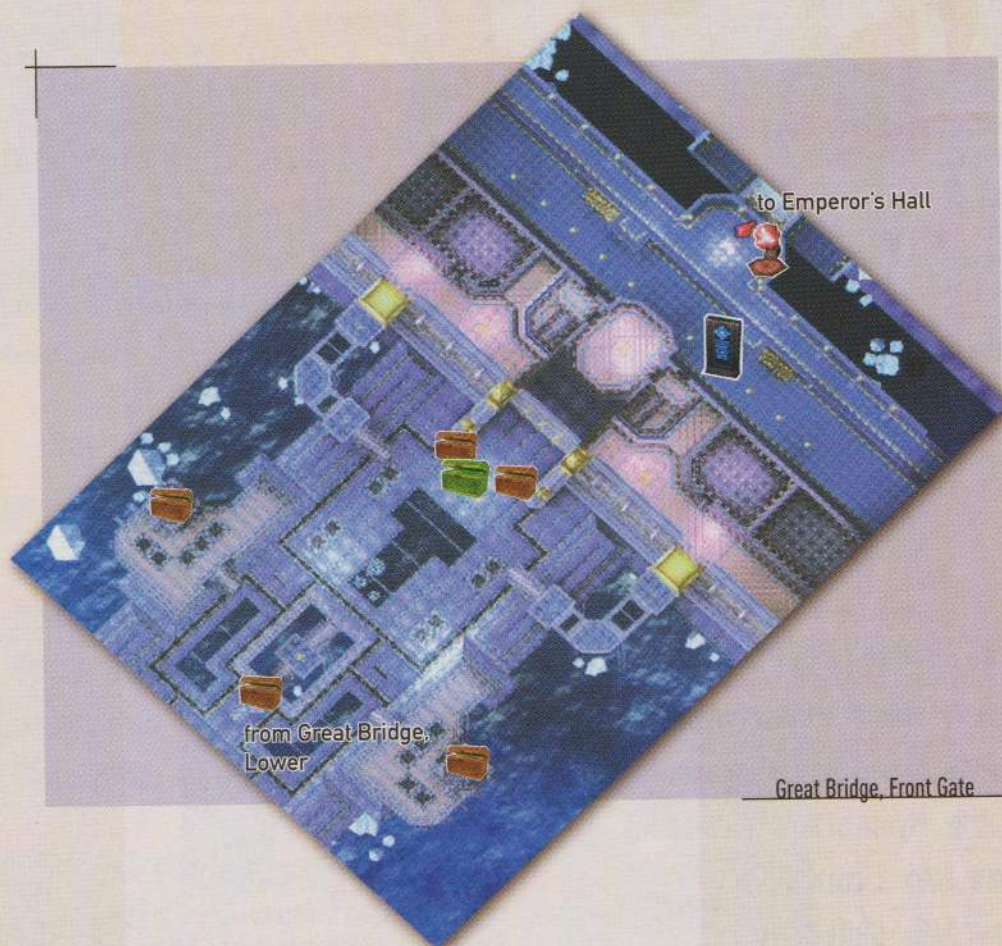 to Emperor's Hall
from Great Bridge,
Lower
Great Bridge, Front Gate